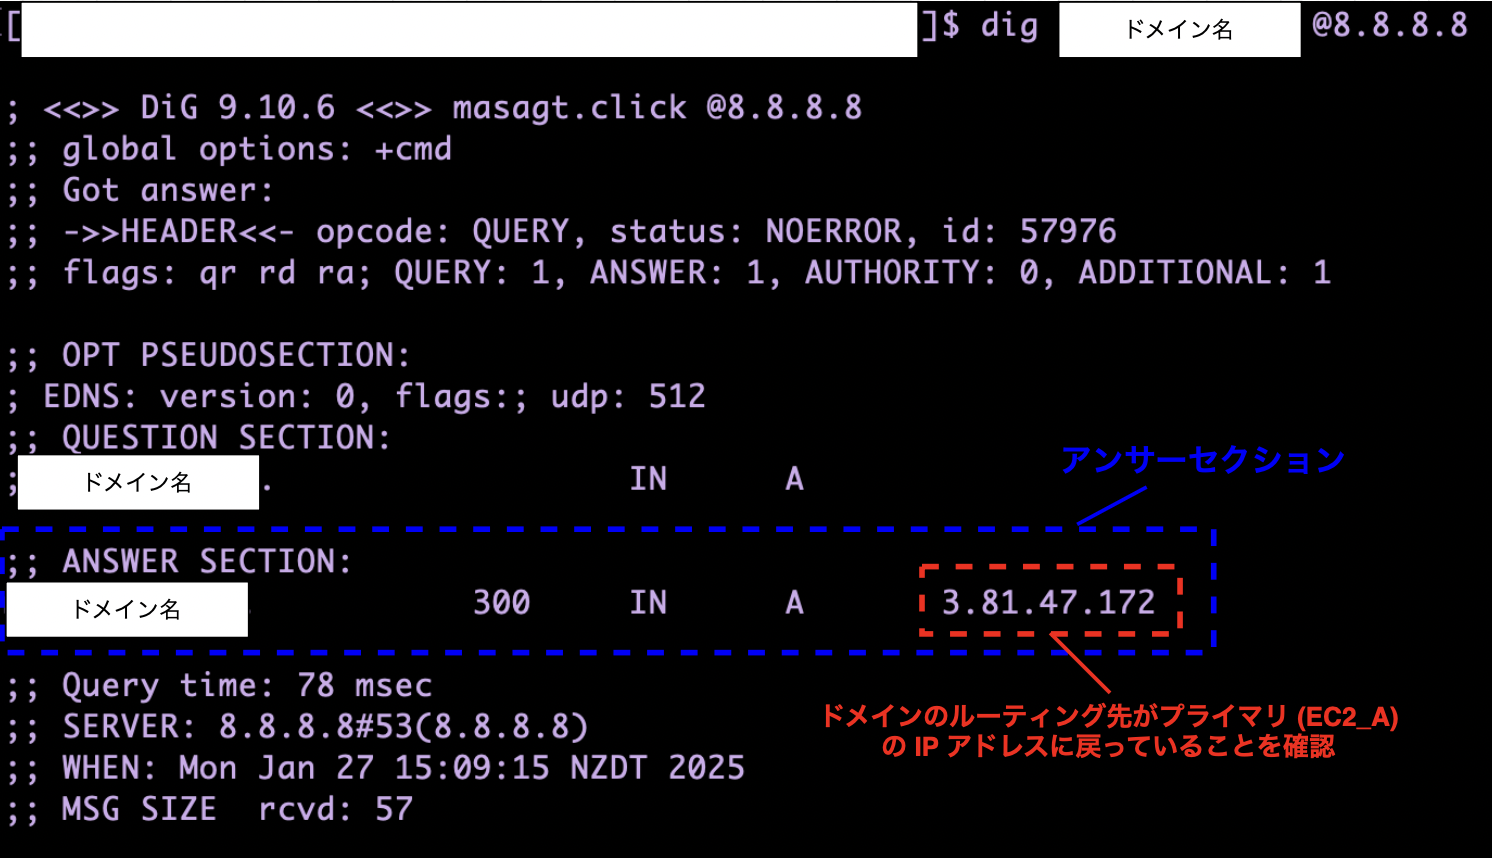 [ ]$ dig ドメイン名 @8.8.8.8
; <<>> DiG 9.10.6 <<>> masagt.click @8.8.8.8
;; global options: +cmd
;; Got answer:
;; ->>HEADER<<- opcode: QUERY, status: NOERROR, id: 57976
;; flags: qr rd ra; QUERY: 1, ANSWER: 1, AUTHORITY: 0, ADDITIONAL: 1
;; OPT PSEUDOSECTION:
; EDNS: version: 0, flags:; udp: 512
;; QUESTION SECTION:
;ドメイン名. IN A
アンサーセクション
;; ANSWER SECTION:
ドメイン名 300 IN A 3.81.47.172
ドメインのルーティング先がプライマリ (EC2_A)
の IP アドレスに戻っていることを確認
;; Query time: 78 msec
;; SERVER: 8.8.8.8#53(8.8.8.8)
;; WHEN: Mon Jan 27 15:09:15 NZDT 2025
;; MSG SIZE rcvd: 57